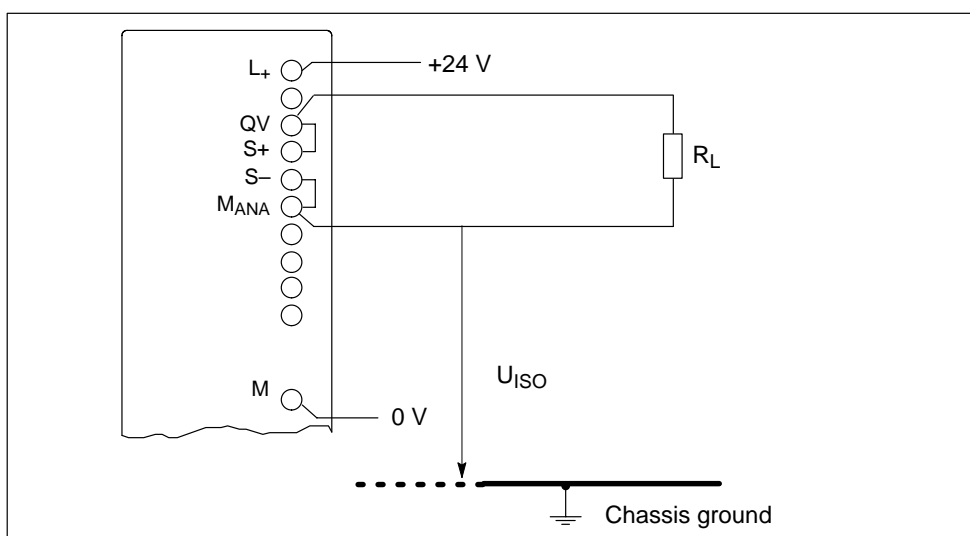 L+ +24 V
QV
S+
RL
S–
MANA
UISO
M
0 V
Chassis ground